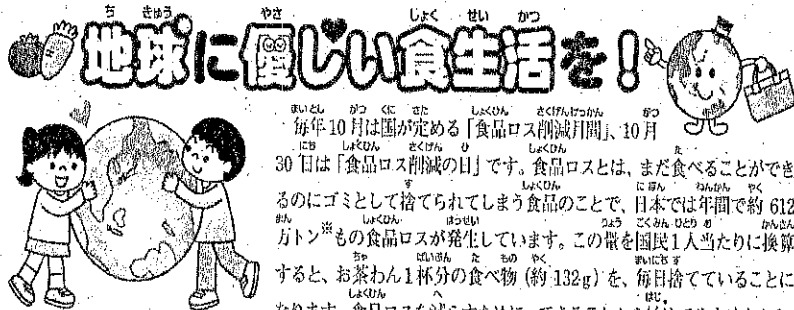 地球に優しい食生活を!
毎年10月は国が定める「食品ロス削減月間」、10月
30日は「食品ロス削減の日」です。食品ロスとは、まだ食べることができ
るのにゴミとして捨てられてしまう食品のことで、日本では年間で約612
万トン※もの食品ロスが発生しています。この量を国民1人当たりに換算
すると、お茶わん1杯分の食べ物(約132g)を、毎日捨てていることに
なります。食品ロスを減らすために、できることから